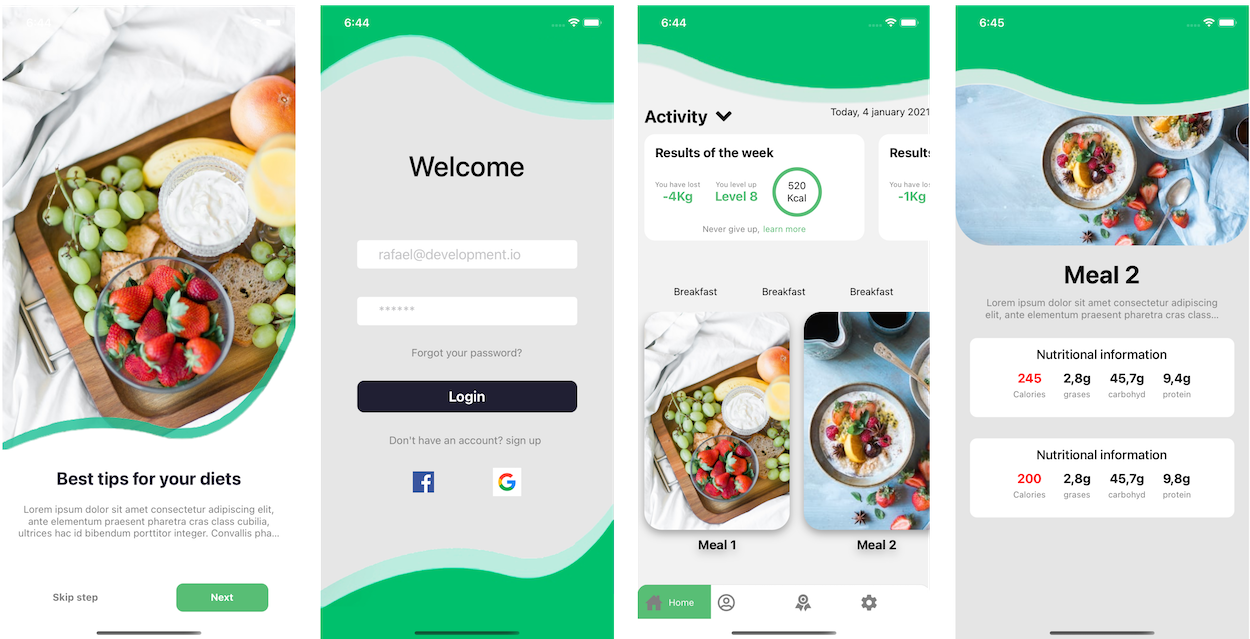 Best tips for your diets
Lorem ipsum dolor sit amet consectetur adipiscing elit,
ante elementum praesent pharetra cras class cubilia,
ultrices hac id bibendum porttitor integer. Convallis pha...
Skip step
Next
6:44
Welcome
rafael@development.io
******
Forgot your password?
Login
Don't have an account? sign up
f
G
6:44
Activity
Today, 4 january 2021
Results of the week
You have lost
-4Kg
You level up
Level 8
520
Kcal
Never give up, learn more
Results
You have los
-1Kg
Breakfast
Breakfast
Breakfast
Meal 1
Meal 2
Home
6:45
Meal 2
Lorem ipsum dolor sit amet consectetur adipiscing
elit, ante elementum praesent pharetra cras class...
Nutritional information
245 2,8g 45,7g 9,4g
Calories grases carbohyd protein
Nutritional information
200 2,8g 45,7g 9,8g
Calories grases carbohyd protein